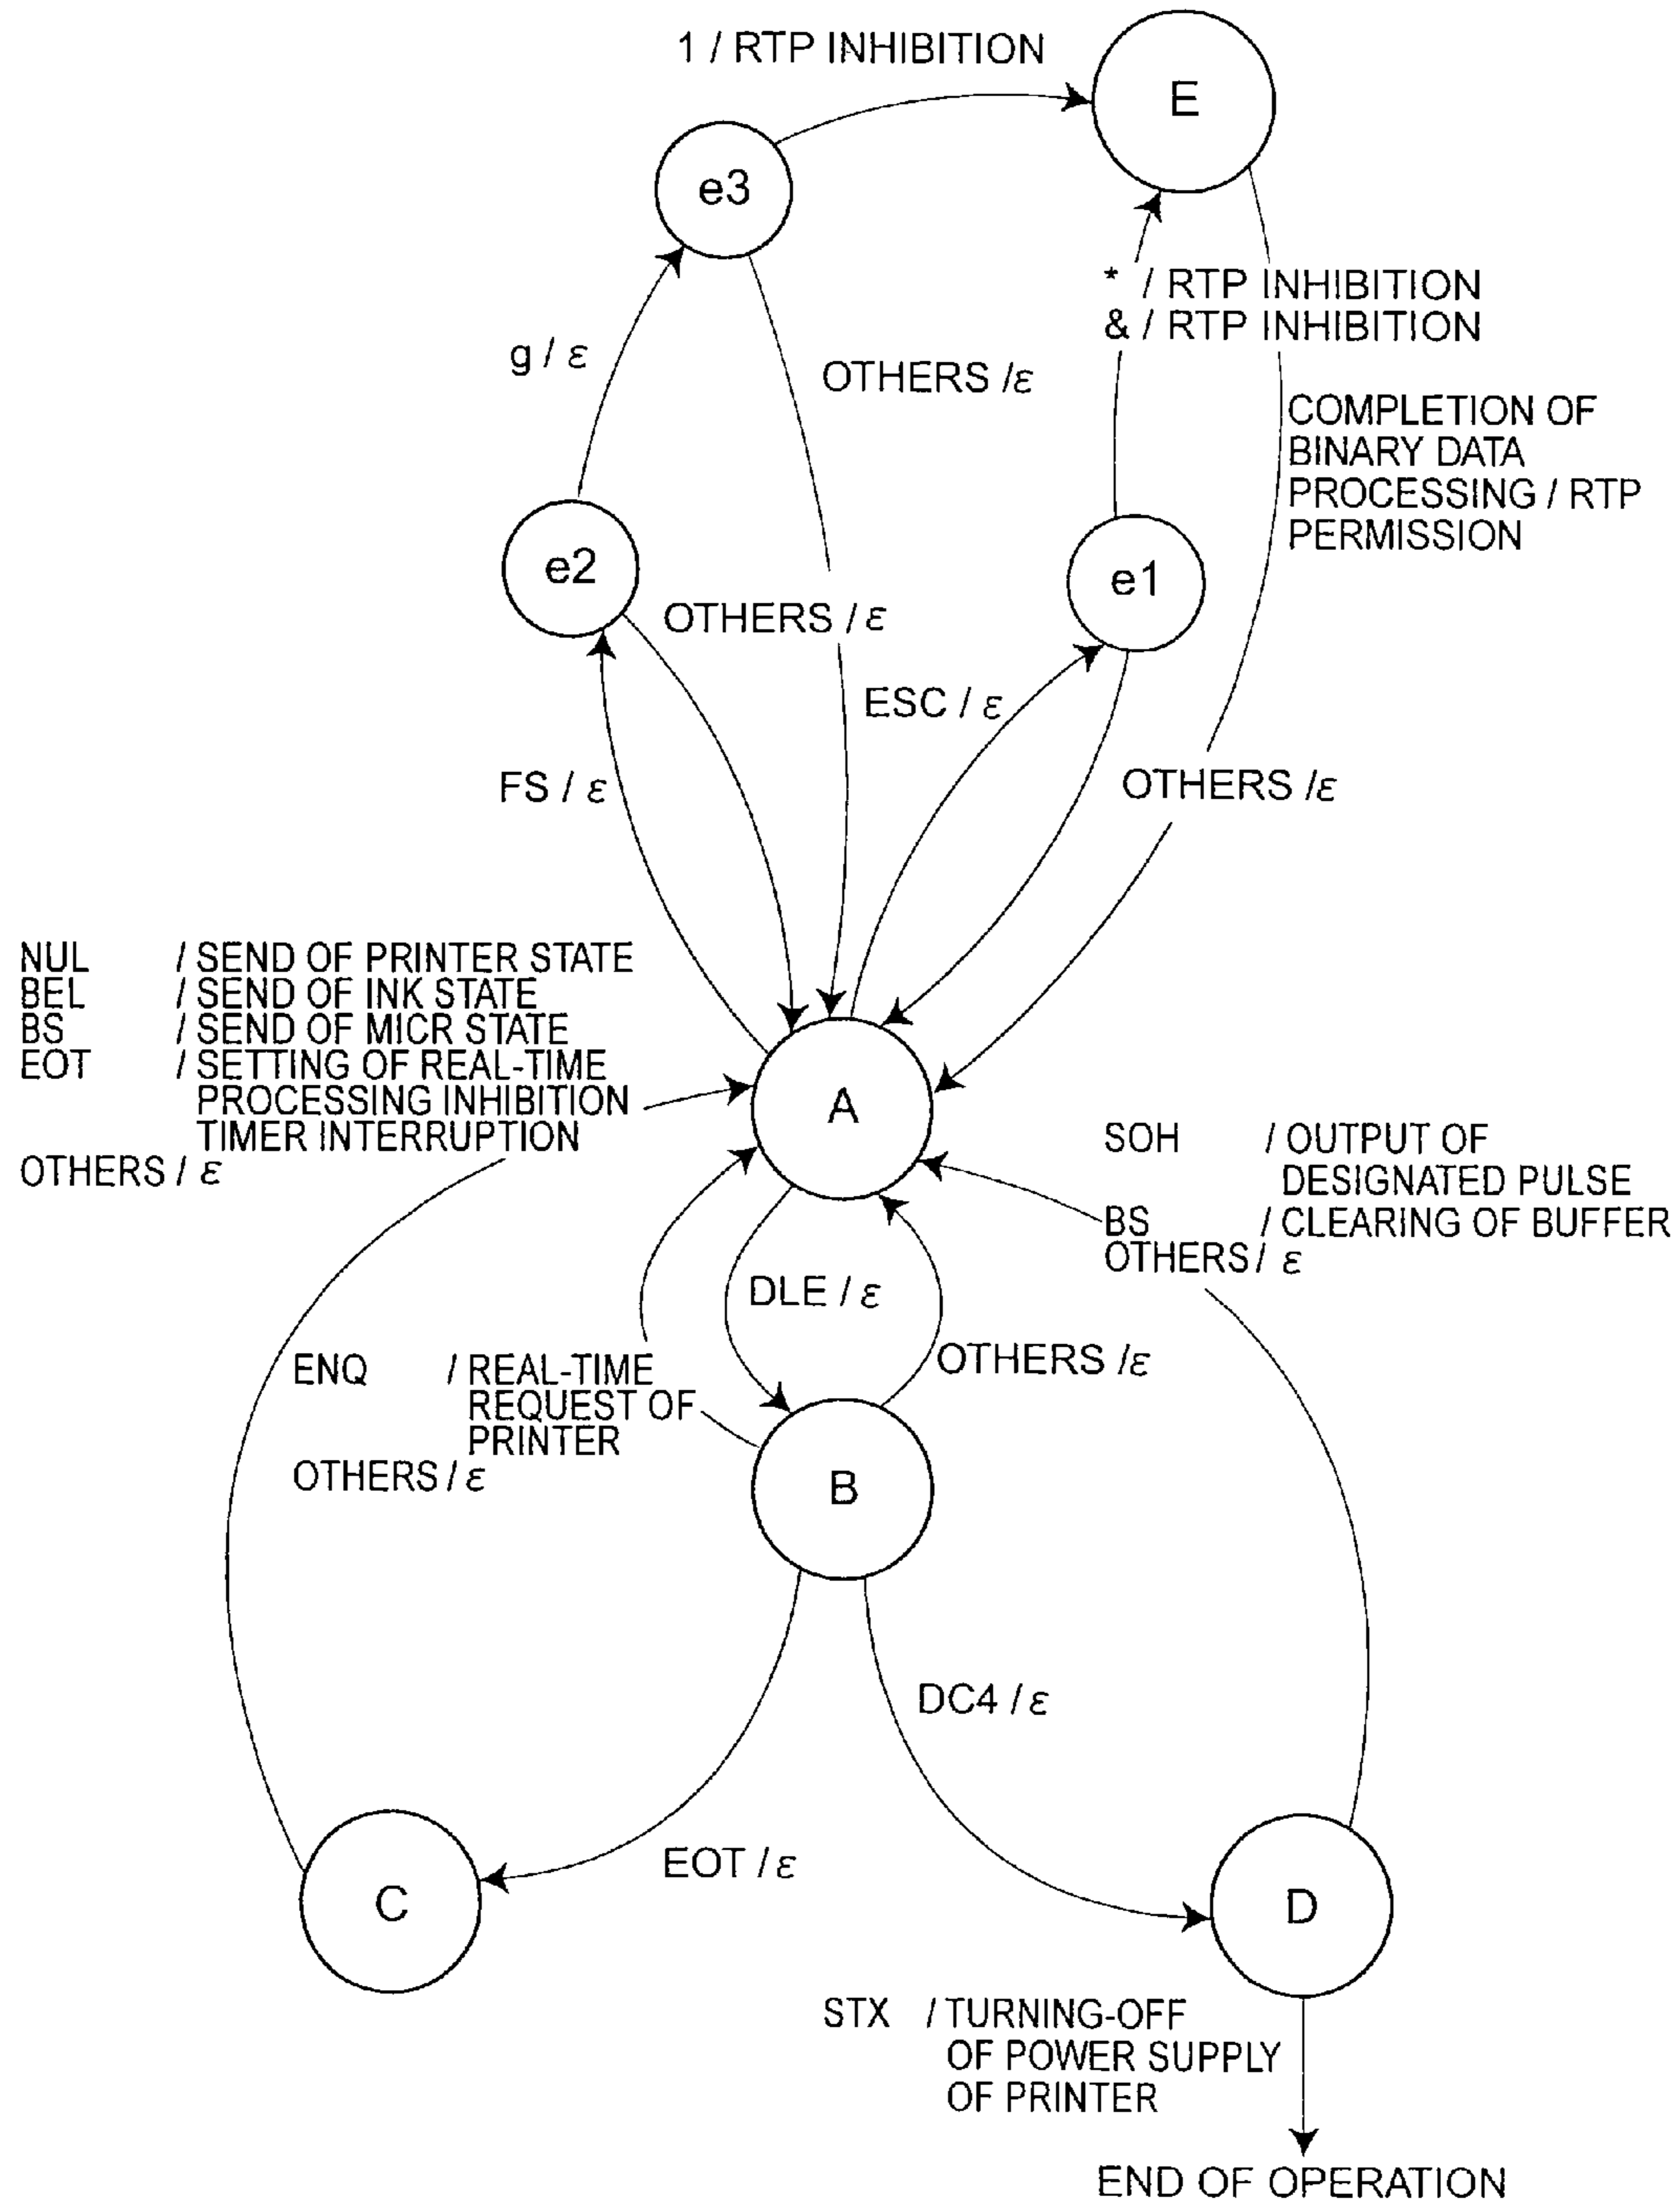 1 / RTP INHIBITION
E
e3
* / RTP INHIBITION
& / RTP INHIBITION
g / ε
OTHERS /ε
COMPLETION OF
BINARY DATA
PROCESSING / RTP
PERMISSION
e2
e1
OTHERS / ε
ESC / ε
FS / ε
OTHERS /ε
NUL / SEND OF PRINTER STATE
BEL / SEND OF INK STATE
BS / SEND OF MICR STATE
EOT / SETTING OF REAL-TIME
PROCESSING INHIBITION
TIMER INTERRUPTION
OTHERS / ε
A
SOH / OUTPUT OF
DESIGNATED PULSE
BS / CLEARING OF BUFFER
OTHERS / ε
DLE / ε
OTHERS /ε
ENQ / REAL-TIME
REQUEST OF
PRINTER
OTHERS / ε
B
DC4 / ε
EOT / ε
C
D
STX / TURNING-OFF
OF POWER SUPPLY
OF PRINTER
END OF OPERATION